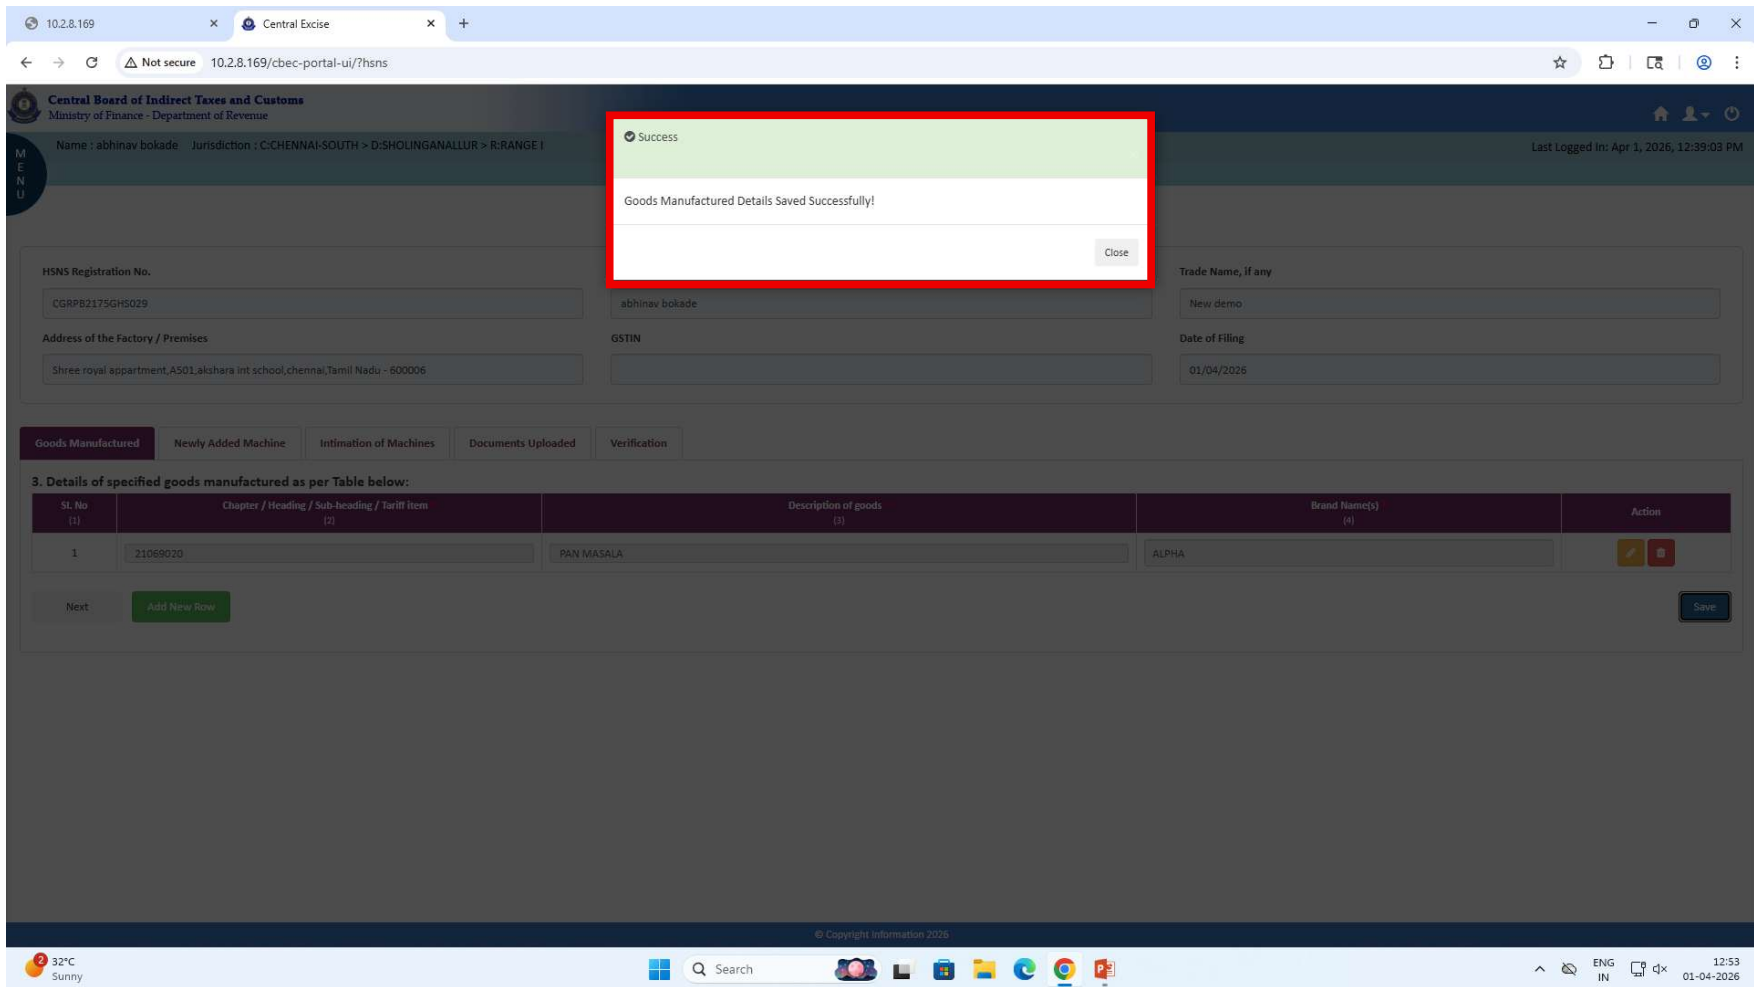 10.2.8.169
Central Excise
Not secure 10.2.8.169/cbec-portal-ui/?hsns
Central Board of Indirect Taxes and Customs
Ministry of Finance - Department of Revenue
MENU
Name : abhinav bokade Jurisdiction : C:CHENNAI-SOUTH > D:SHOLINGANALLUR > R:RANGE I
Last Logged In: Apr 1, 2026, 12:39:03 PM
Success
Goods Manufactured Details Saved Successfully!
Close
HSNS Registration No.
Trade Name, if any
CGRPB2175GHS029
abhinav bokade
New demo
Address of the Factory / Premises
GSTIN
Date of Filing
Shree royal appartment,A501,akshara int school,chennai,Tamil Nadu - 600006
01/04/2026
Goods Manufactured
Newly Added Machine
Intimation of Machines
Documents Uploaded
Verification
3. Details of specified goods manufactured as per Table below:
Sl. No
(1)
Chapter / Heading / Sub-heading / Tariff item
(2)
Description of goods
(3)
Brand Name(s)
(4)
Action
1
21069020
PAN MASALA
ALPHA
Next
Add New Row
Save
© Copyright Information 2026
2
32°C
Sunny
Search
ENG
IN
12:53
01-04-2026